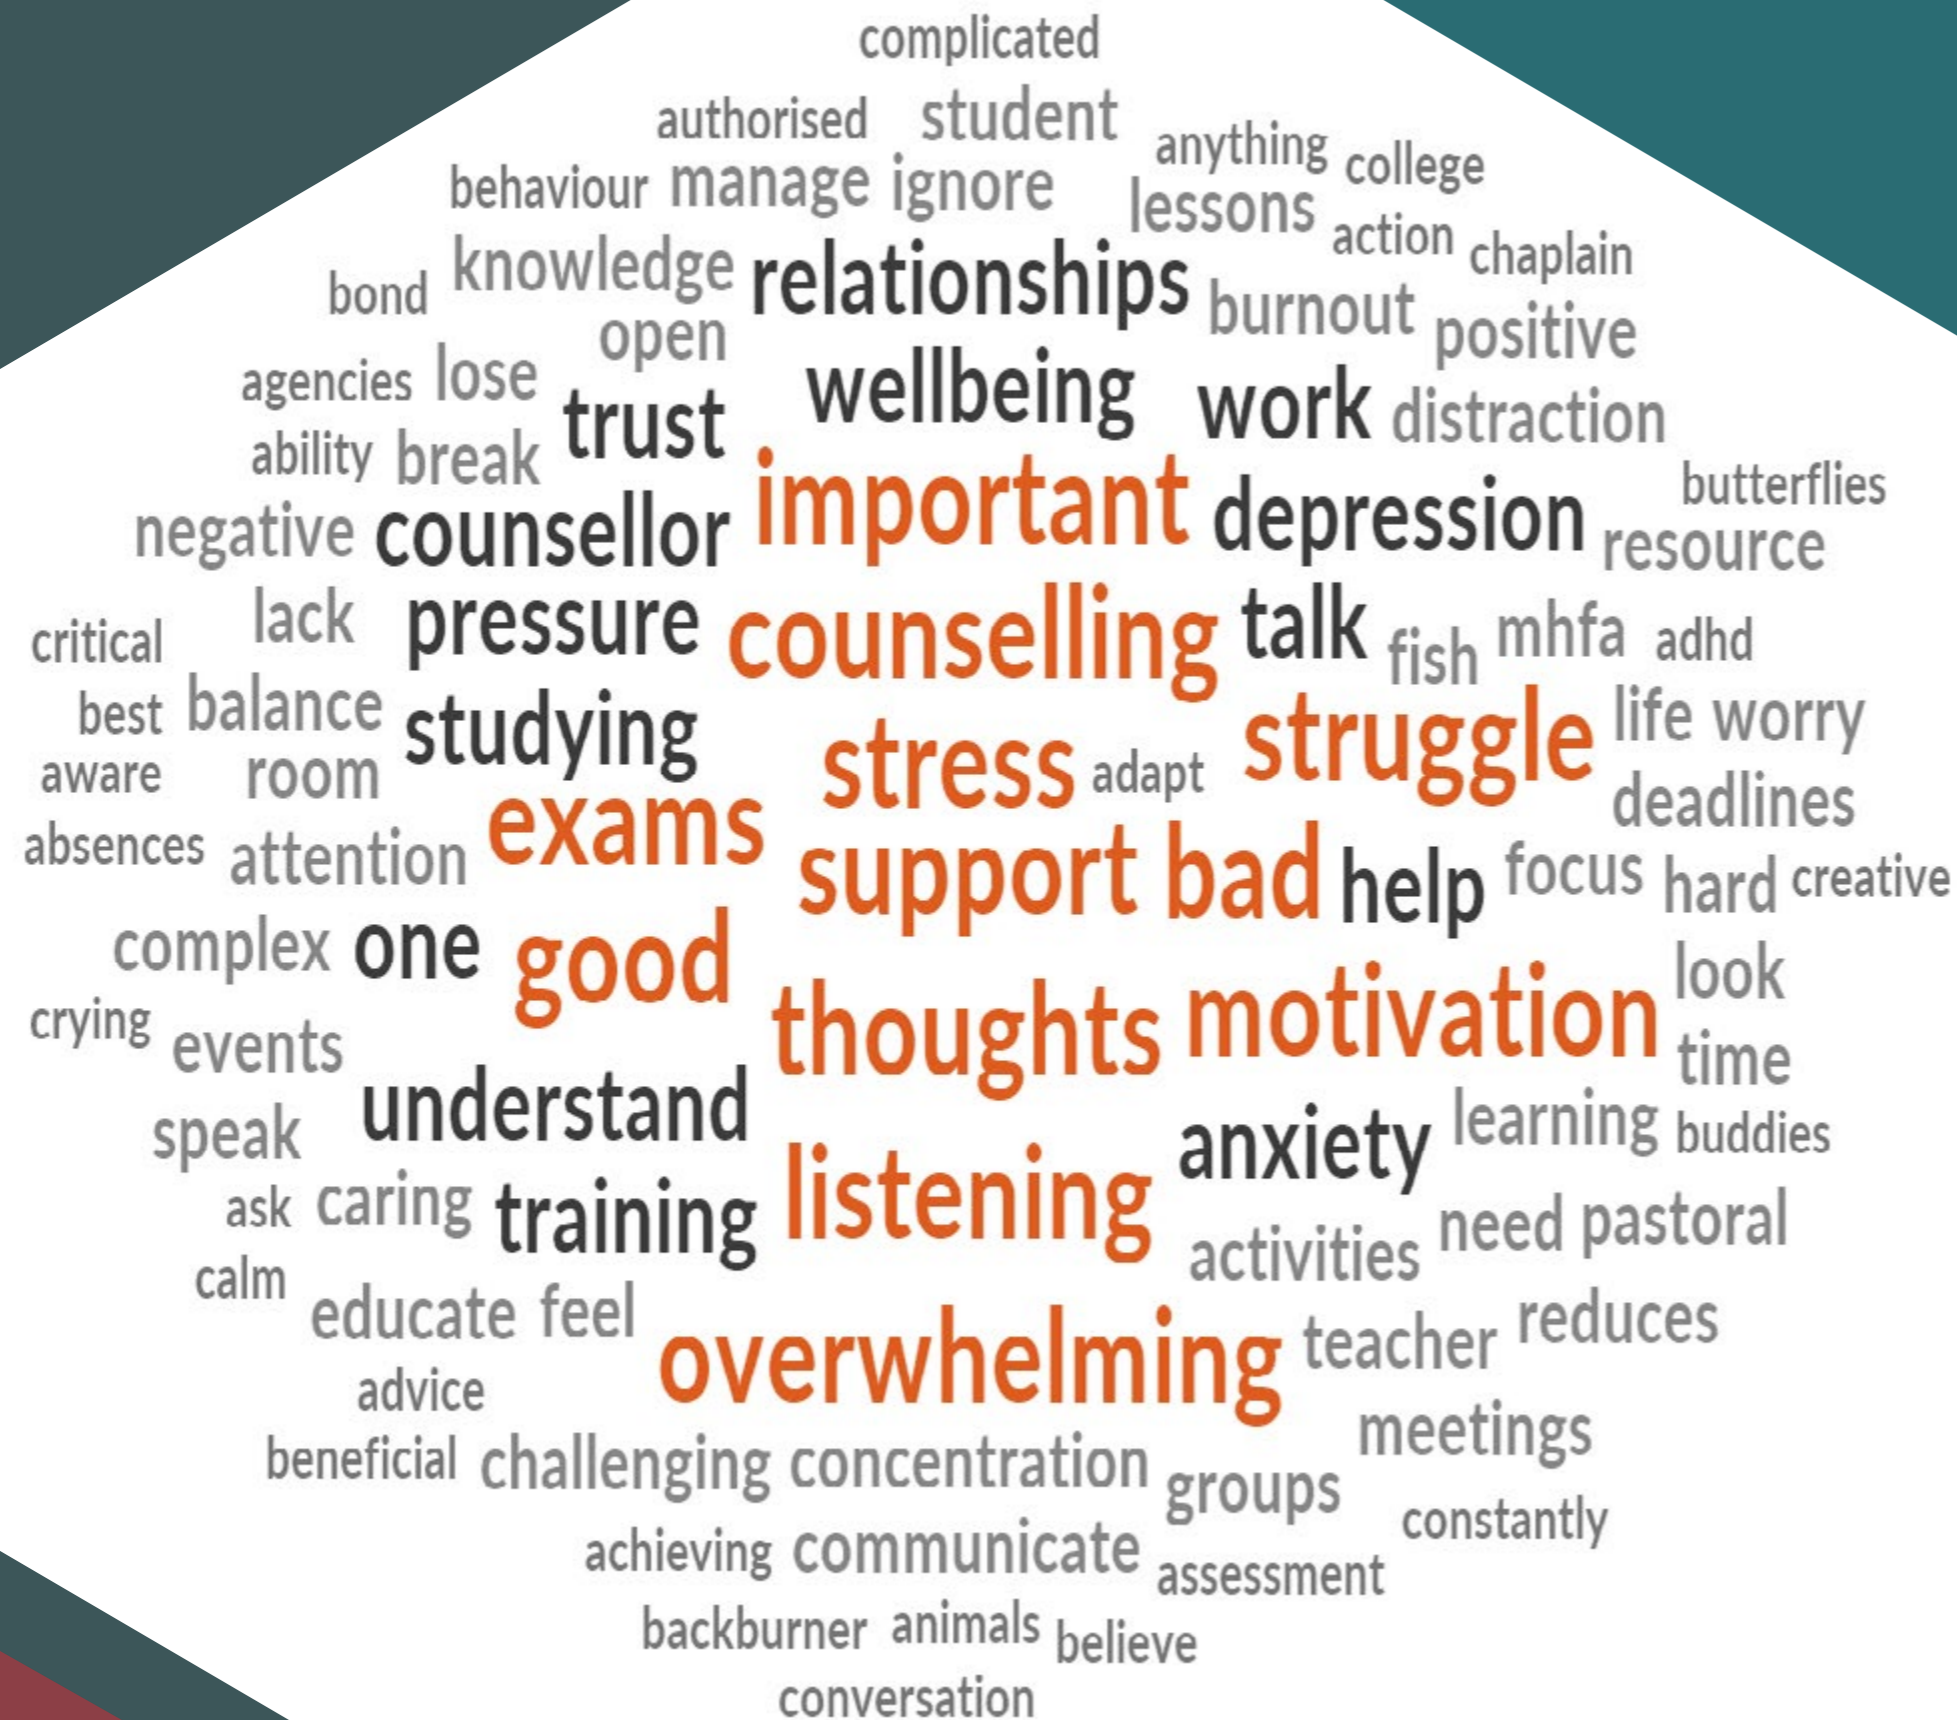 complicated
authorised student
anything college
behaviour manage ignore lessons
action chaplain
bond knowledge relationships burnout positive
open
agencies lose trust wellbeing work distraction
ability break
important butterflies
negative counsellor depression resource
critical lack pressure counselling talk fish mhfa adhd
best balance studying stress adapt struggle life worry
aware room
exams deadlines
absences attention support bad help focus hard creative
complex one good look
crying events thoughts motivation time
speak understand anxiety learning buddies
ask caring training listening activities need pastoral
calm
educate feel overwhelming teacher reduces
advice
beneficial challenging concentration groups meetings
constantly
achieving communicate assessment
backburner animals believe
conversation